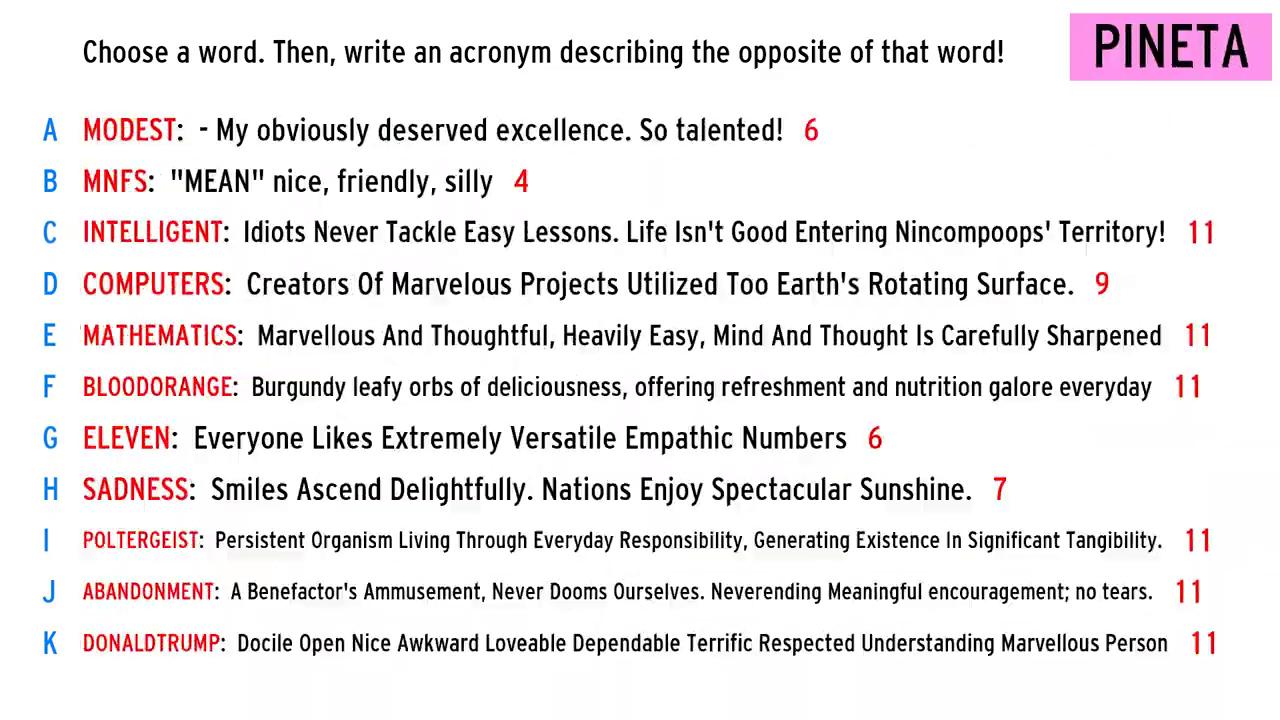 Choose a word. Then, write an acronym describing the opposite of that word!
PINETA
A MODEST: - My obviously deserved excellence. So talented! 6
B MNFS: "MEAN" nice, friendly, silly 4
C INTELLIGENT: Idiots Never Tackle Easy Lessons. Life Isn't Good Entering Nincompoops' Territory! 11
D COMPUTERS: Creators Of Marvelous Projects Utilized Too Earth's Rotating Surface. 9
E MATHEMATICS: Marvellous And Thoughtful, Heavily Easy, Mind And Thought Is Carefully Sharpened 11
F BLOODORANGE: Burgundy leafy orbs of deliciousness, offering refreshment and nutrition galore everyday 11
G ELEVEN: Everyone Likes Extremely Versatile Empathic Numbers 6
H SADNESS: Smiles Ascend Delightfully. Nations Enjoy Spectacular Sunshine. 7
I POLTERGEIST: Persistent Organism Living Through Everyday Responsibility, Generating Existence In Significant Tangibility. 11
J ABANDONMENT: A Benefactor's Ammusement, Never Dooms Ourselves. Neverending Meaningful encouragement; no tears. 11
K DONALDTRUMP: Docile Open Nice Awkward Loveable Dependable Terrific Respected Understanding Marvellous Person 11